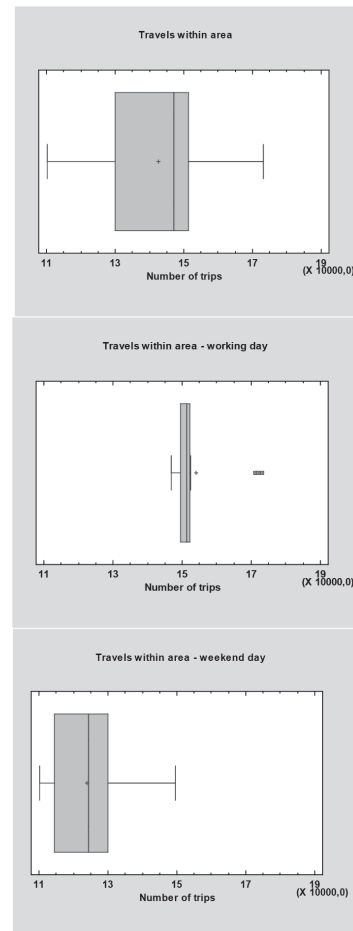 Travels within area
11 13 15 17 19
(X 10000,0)
Number of trips
Travels within area - working day
11 13 15 17 19
(X 10000,0)
Number of trips
Travels within area - weekend day
11 13 15 17 19
(X 10000,0)
Number of trips